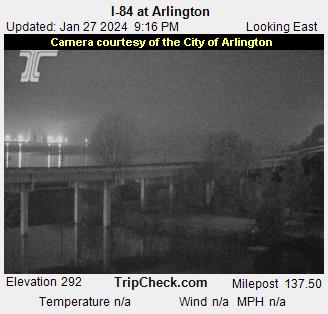 I-84 at Arlington
Updated: Jan 27 2024 9:16 PM Looking East
Camera courtesy of the City of Arlington
Elevation 292 TripCheck.com Milepost 137.50
Temperature n/a Wind n/a MPH n/a